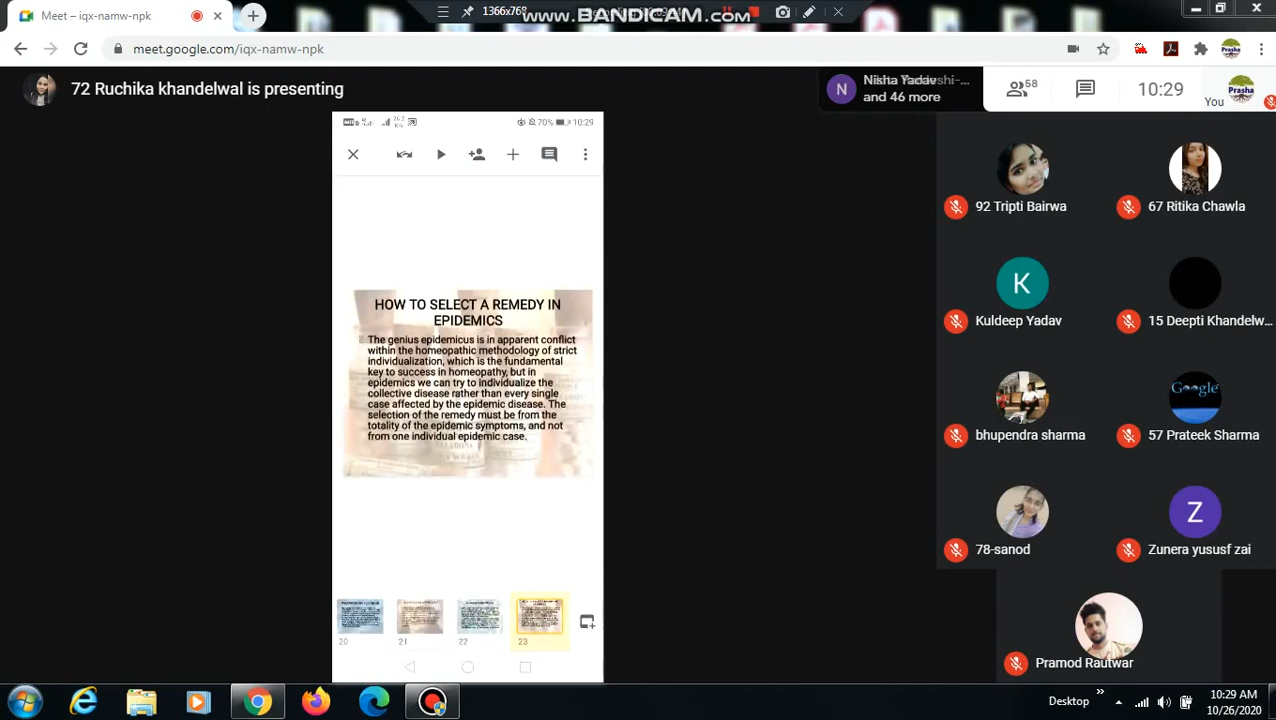 Meet – iqx-namw-npk
1366x768
www.BANDICAM.com
meet.google.com/iqx-namw-npk
72 Ruchika khandelwal is presenting
Nisha Yadav
and 46 more
58
10:29
You
Prasha
70% 10:29
HOW TO SELECT A REMEDY IN
EPIDEMICS
The genius epidemicus is in apparent conflict
within the homeopathic methodology of strict
individualization, which is the fundamental
key to success in homeopathy, but in
epidemics we can try to individualize the
collective disease rather than every single
case affected by the epidemic disease. The
selection of the remedy must be from the
totality of the epidemic symptoms, and not
from one individual epidemic case.
20
21
22
23
92 Tripti Bairwa
67 Ritika Chawla
K
Kuldeep Yadav
15 Deepti Khandelw...
bhupendra sharma
Google
57 Prateek Sharma
78-sanod
Z
Zunera yususf zai
Pramod Rautwar
N
Desktop
10:29 AM
10/26/2020